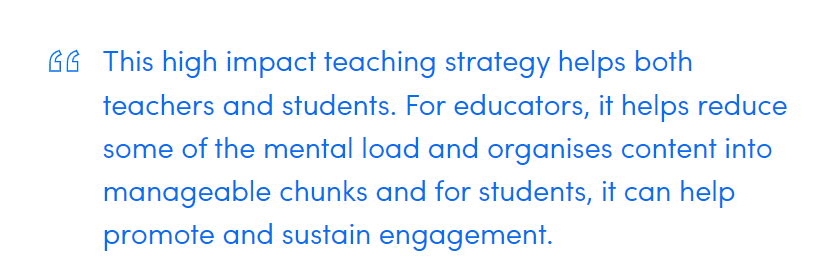 “ This high impact teaching strategy helps both
teachers and students. For educators, it helps reduce
some of the mental load and organises content into
manageable chunks and for students, it can help
promote and sustain engagement.